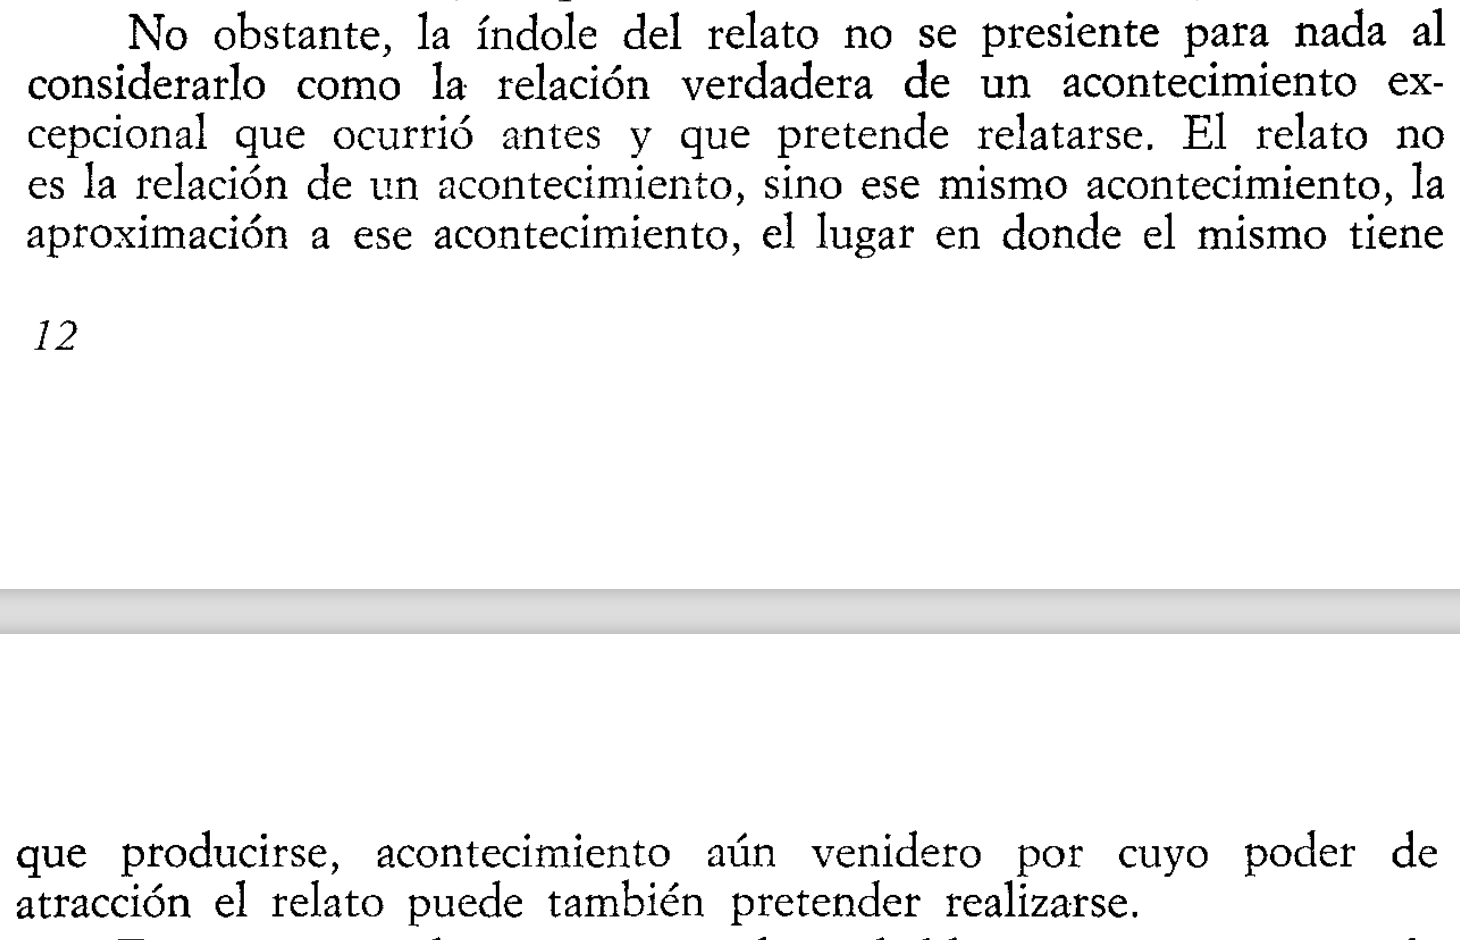 No obstante, la índole del relato no se presiente para nada al
considerarlo como la relación verdadera de un acontecimiento ex-
cepcional que ocurrió antes y que pretende relatarse. El relato no
es la relación de un acontecimiento, sino ese mismo acontecimiento, la
aproximación a ese acontecimiento, el lugar en donde el mismo tiene
12
que producirse, acontecimiento aún venidero por cuyo poder de
atracción el relato puede también pretender realizarse.